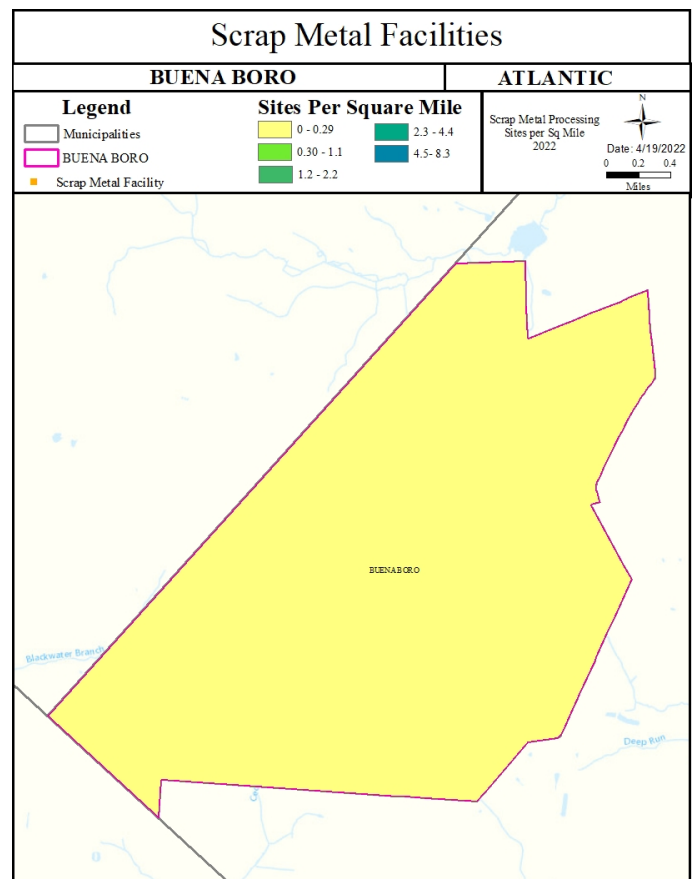 Scrap Metal Facilities
BUENA BORO
ATLANTIC
Legend
Municipalities
BUENA BORO
Scrap Metal Facility
Sites Per Square Mile
0 - 0.29
0.30 - 1.1
1.2 - 2.2
2.3 - 4.4
4.5- 8.3
Scrap Metal Processing
Sites per Sq Mile
2022
N
Date: 4/19/2022
0 0.2 0.4
Miles
BUENA BORO
Blackwater Branch
Deep Run